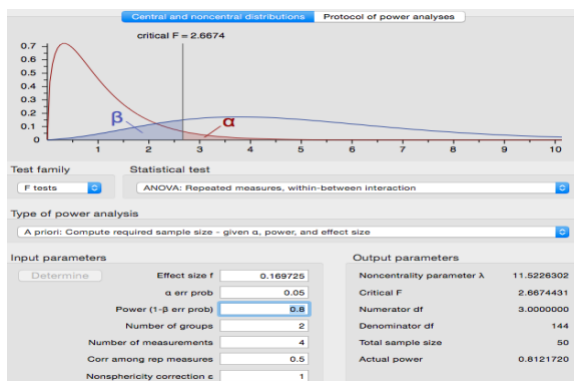 Central and noncentral distributions Protocol of power analyses
critical F = 2.6674
0.7
0.6
0.5
0.4
0.3
0.2
0.1
0
β
α
1 2 3 4 5 6 7 8 9 10
Test family Statistical test
F tests ANOVA: Repeated measures, within-between interaction
Type of power analysis
A priori: Compute required sample size - given α, power, and effect size
Input parameters Output parameters
Determine Effect size f 0.169725 Noncentrality parameter λ 11.5226302
α err prob 0.05 Critical F 2.6674431
Power (1-β err prob) 0.8 Numerator df 3.0000000
Number of groups 2 Denominator df 144
Number of measurements 4 Total sample size 50
Corr among rep measures 0.5 Actual power 0.8121720
Nonsphericity correction ε 1